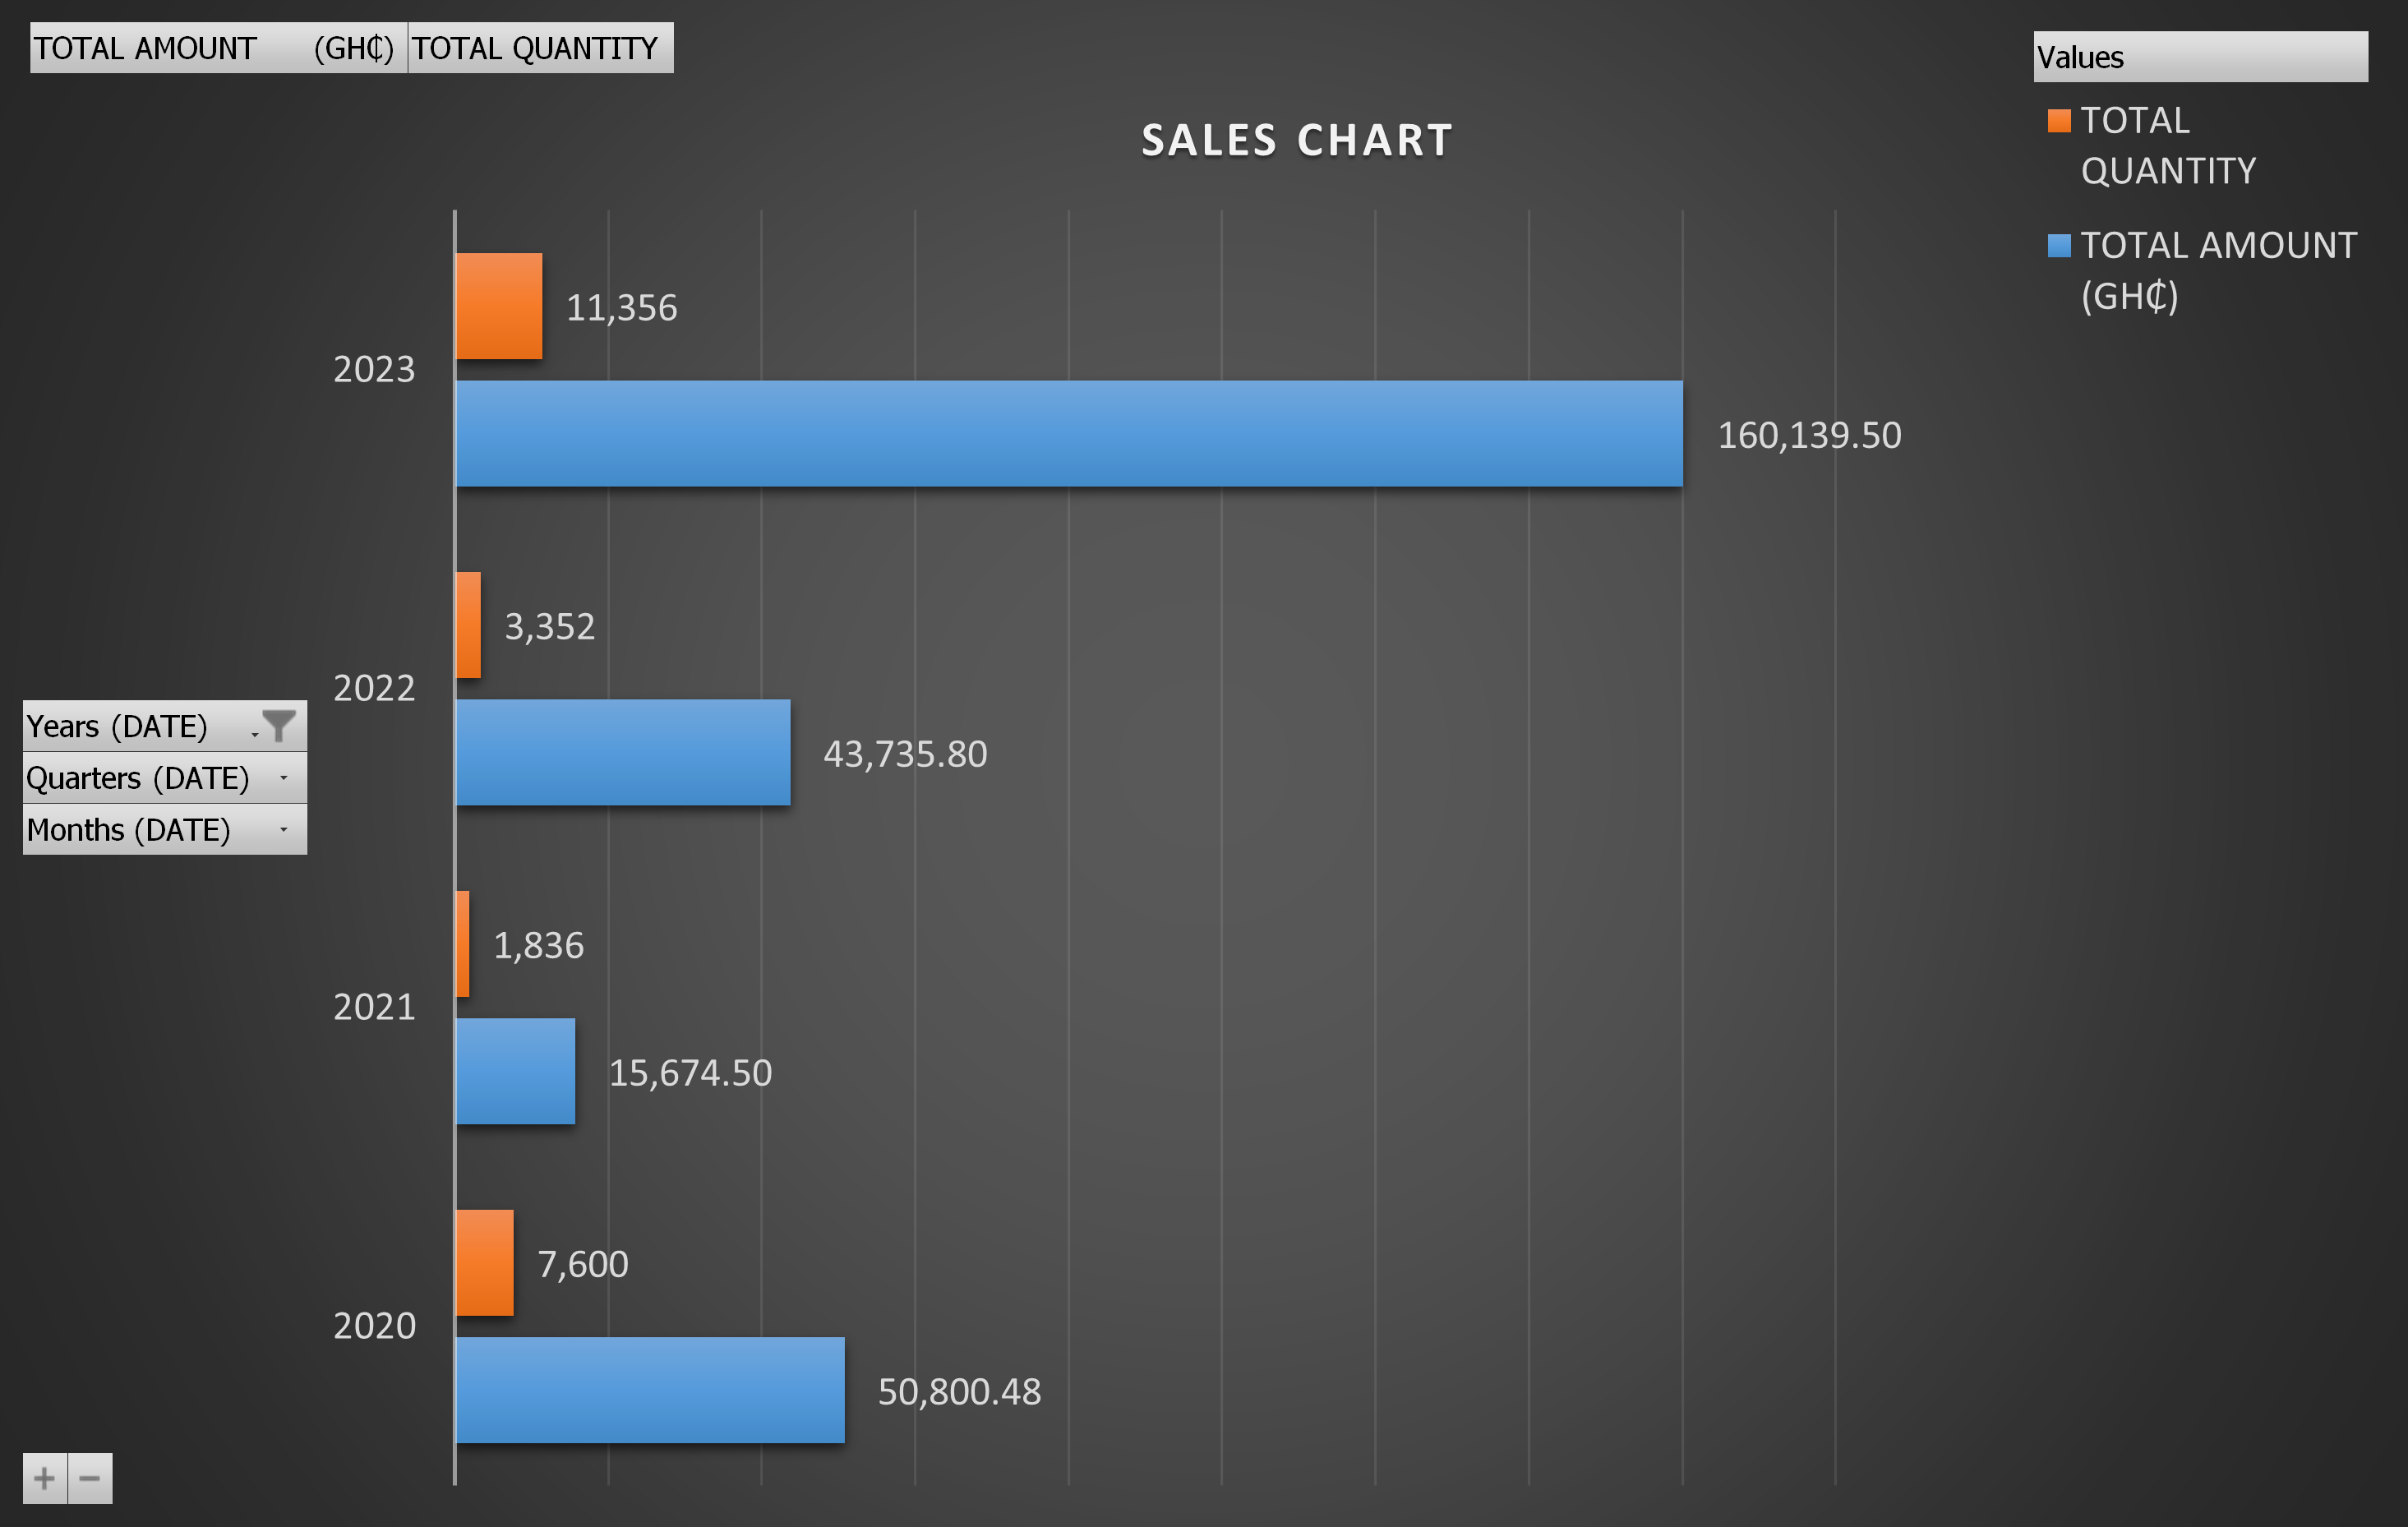 TOTAL AMOUNT (GH₵) TOTAL QUANTITY
Values
TOTAL
QUANTITY
TOTAL AMOUNT
(GH₵)
SALES CHART
11,356
2023
160,139.50
3,352
2022
43,735.80
Years (DATE)
Quarters (DATE)
Months (DATE)
1,836
2021
15,674.50
7,600
2020
50,800.48